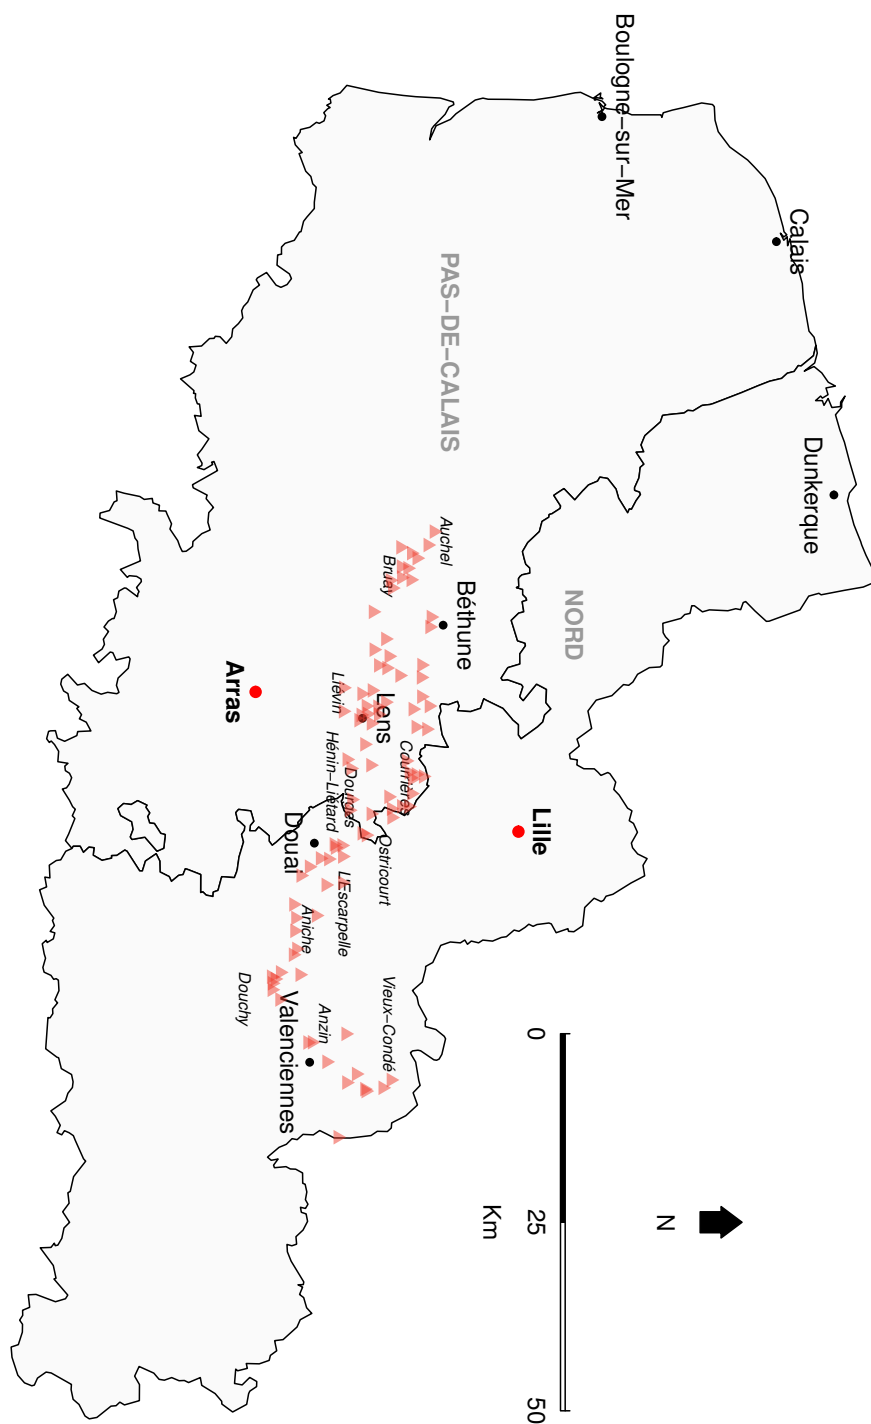 Boulogne−sur−Mer
Calais
Dunkerque
PAS−DE−CALAIS
NORD
Auchel
Bruay
Béthune
Lille
Arras
Liévin
Lens
Courrières
Hénin−Liétard
Dourges
Ostricourt
Douai
L'Escarpelle
Aniche
Douchy
Anzin
Vieux−Condé
Valenciennes
N
0
25
50
Km